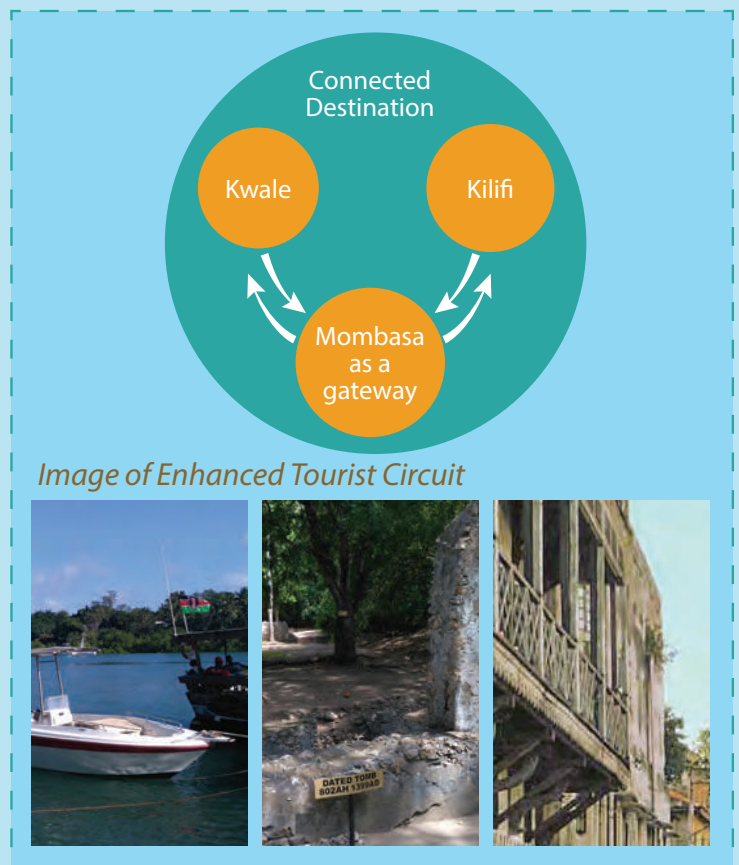 Connected
Destination
Kwale
Kilifi
Mombasa
as a
gateway
Image of Enhanced Tourist Circuit
DATED TOMB
802AH 1399AD